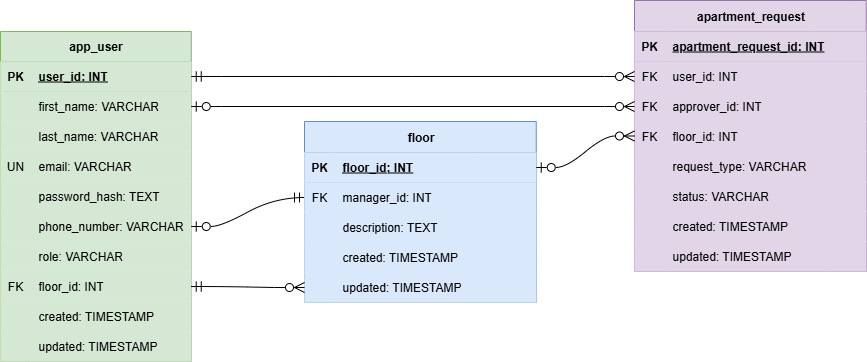 app_user
PK user_id: INT
first_name: VARCHAR
last_name: VARCHAR
UN email: VARCHAR
password_hash: TEXT
phone_number: VARCHAR
role: VARCHAR
FK floor_id: INT
created: TIMESTAMP
updated: TIMESTAMP
floor
PK floor_id: INT
FK manager_id: INT
description: TEXT
created: TIMESTAMP
updated: TIMESTAMP
apartment_request
PK apartment_request_id: INT
FK user_id: INT
FK approver_id: INT
FK floor_id: INT
request_type: VARCHAR
status: VARCHAR
created: TIMESTAMP
updated: TIMESTAMP